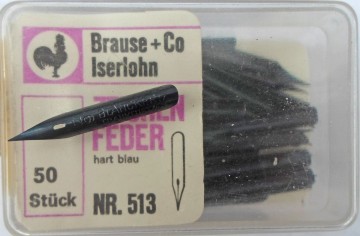 Brause + Co
Iserlohn
FEDER
hart blau
50
Stück
NR. 513